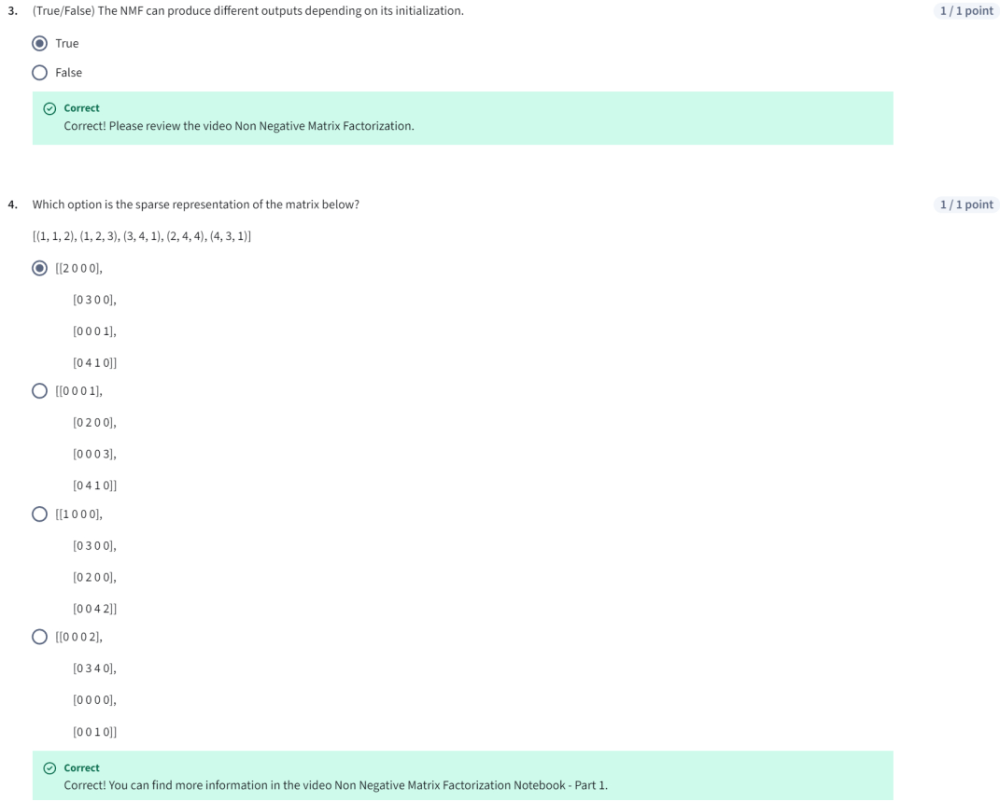 3. (True/False) The NMF can produce different outputs depending on its initialization. 1 / 1 point
True
False
Correct
Correct! Please review the video Non Negative Matrix Factorization.
4. Which option is the sparse representation of the matrix below? 1 / 1 point
[(1, 1, 2), (1, 2, 3), (3, 4, 1), (2, 4, 4), (4, 3, 1)]
[[2 0 0 0],
[0 3 0 0],
[0 0 0 1],
[0 4 1 0]]
[[0 0 0 1],
[0 2 0 0],
[0 0 0 3],
[0 4 1 0]]
[[1 0 0 0],
[0 3 0 0],
[0 2 0 0],
[0 0 4 2]]
[[0 0 0 2],
[0 3 4 0],
[0 0 0 0],
[0 0 1 0]]
Correct
Correct! You can find more information in the video Non Negative Matrix Factorization Notebook - Part 1.